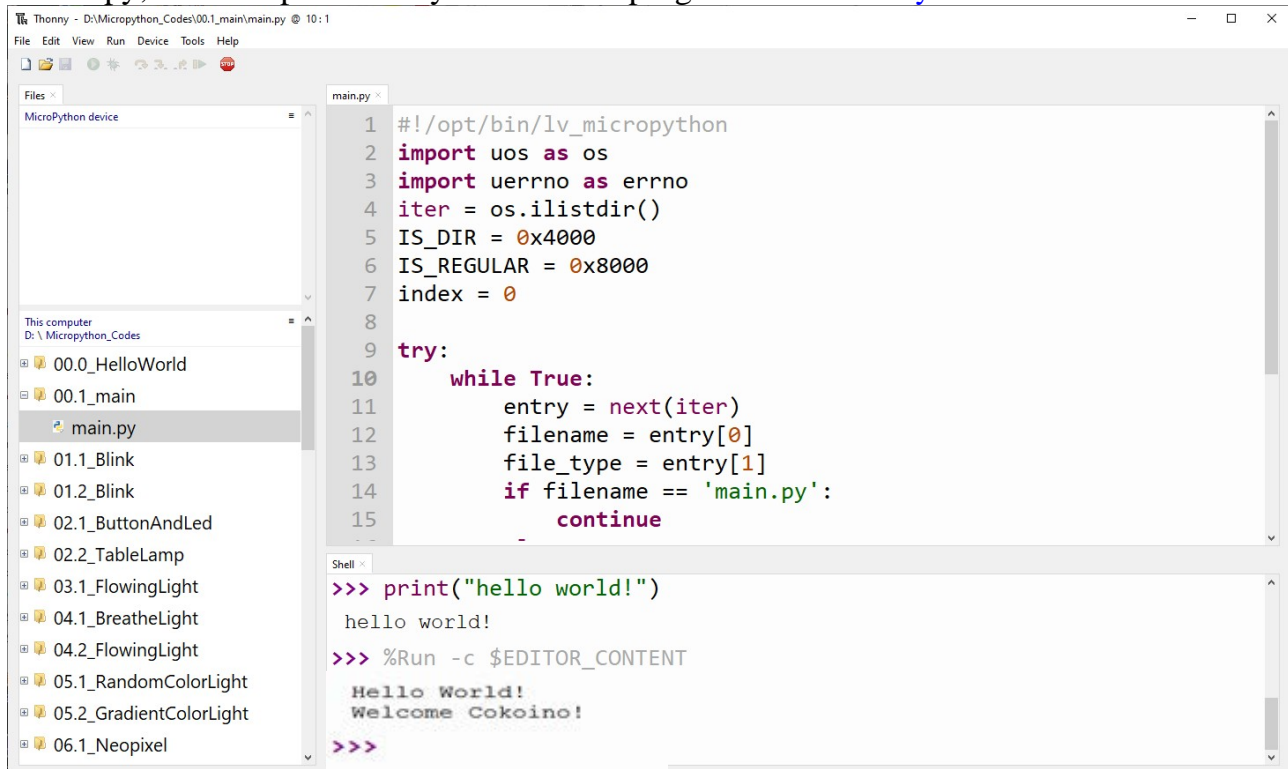 Thonny - D:\Micropython_Codes\00.1_main\main.py @ 10 : 1
File Edit View Run Device Tools Help
STOP
Files
MicroPython device
This computer
D: \ Micropython_Codes
00.0_HelloWorld
00.1_main
main.py
01.1_Blink
01.2_Blink
02.1_ButtonAndLed
02.2_TableLamp
03.1_FlowingLight
04.1_BreatheLight
04.2_FlowingLight
05.1_RandomColorLight
05.2_GradientColorLight
06.1_Neopixel
main.py
1 #!/opt/bin/lv_micropython
2 import uos as os
3 import uerrno as errno
4 iter = os.ilistdir()
5 IS_DIR = 0x4000
6 IS_REGULAR = 0x8000
7 index = 0
8
9 try:
10 while True:
11 entry = next(iter)
12 filename = entry[0]
13 file_type = entry[1]
14 if filename == 'main.py':
15 continue
Shell
>>> print("hello world!")
hello world!
>>> %Run -c $EDITOR_CONTENT
Hello World!
Welcome Cokoino!
>>>